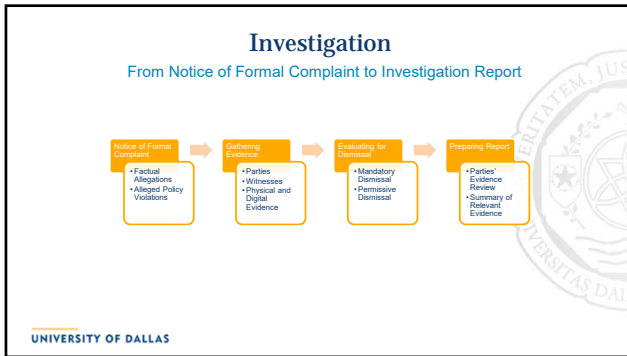 Investigation
From Notice of Formal Complaint to Investigation Report
Notice of Formal
Complaint
• Factual
Allegations
• Alleged Policy
Violations
Gathering
Evidence
• Parties
• Witnesses
• Physical and
Digital
Evidence
Evaluating for
Dismissal
• Mandatory
Dismissal
• Permissive
Dismissal
Preparing Report
• Parties'
Evidence
Review
• Summary of
Relevant
Evidence
UNIVERSITY OF DALLAS